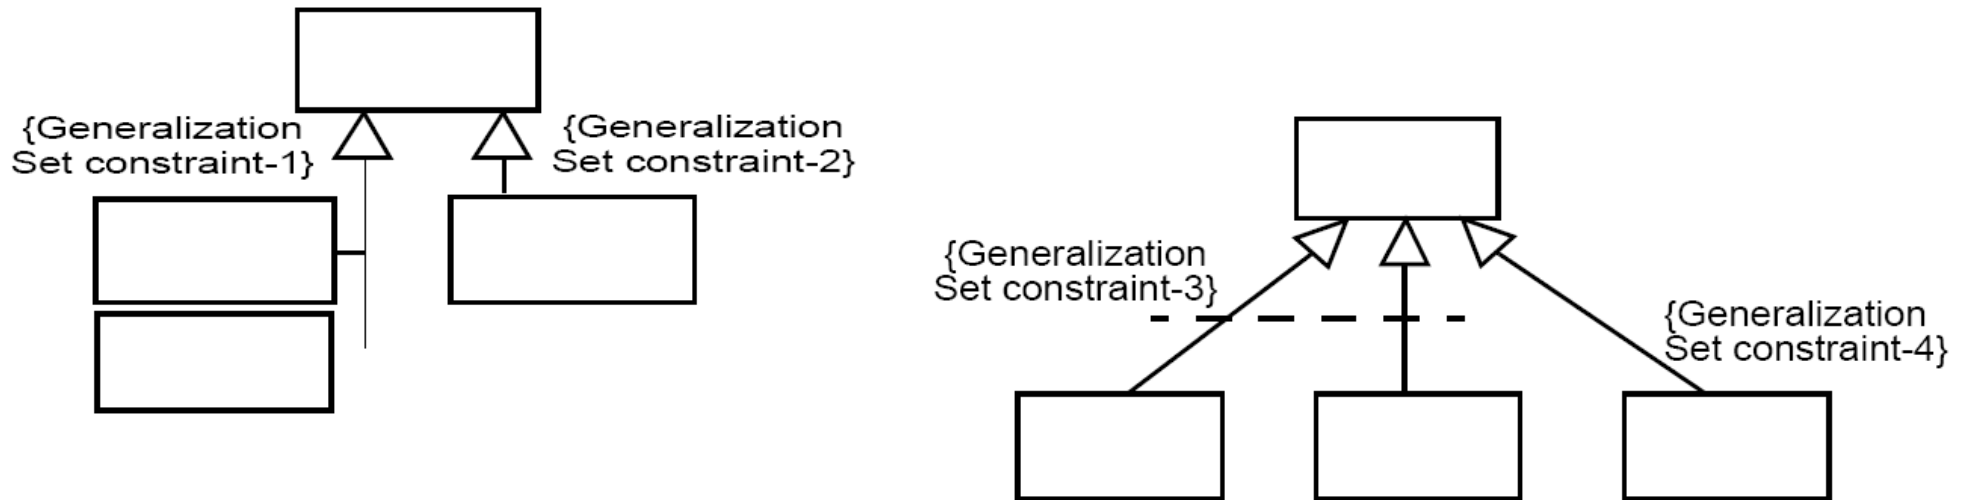 {Generalization
Set constraint-1}
{Generalization
Set constraint-2}
{Generalization
Set constraint-3}
{Generalization
Set constraint-4}